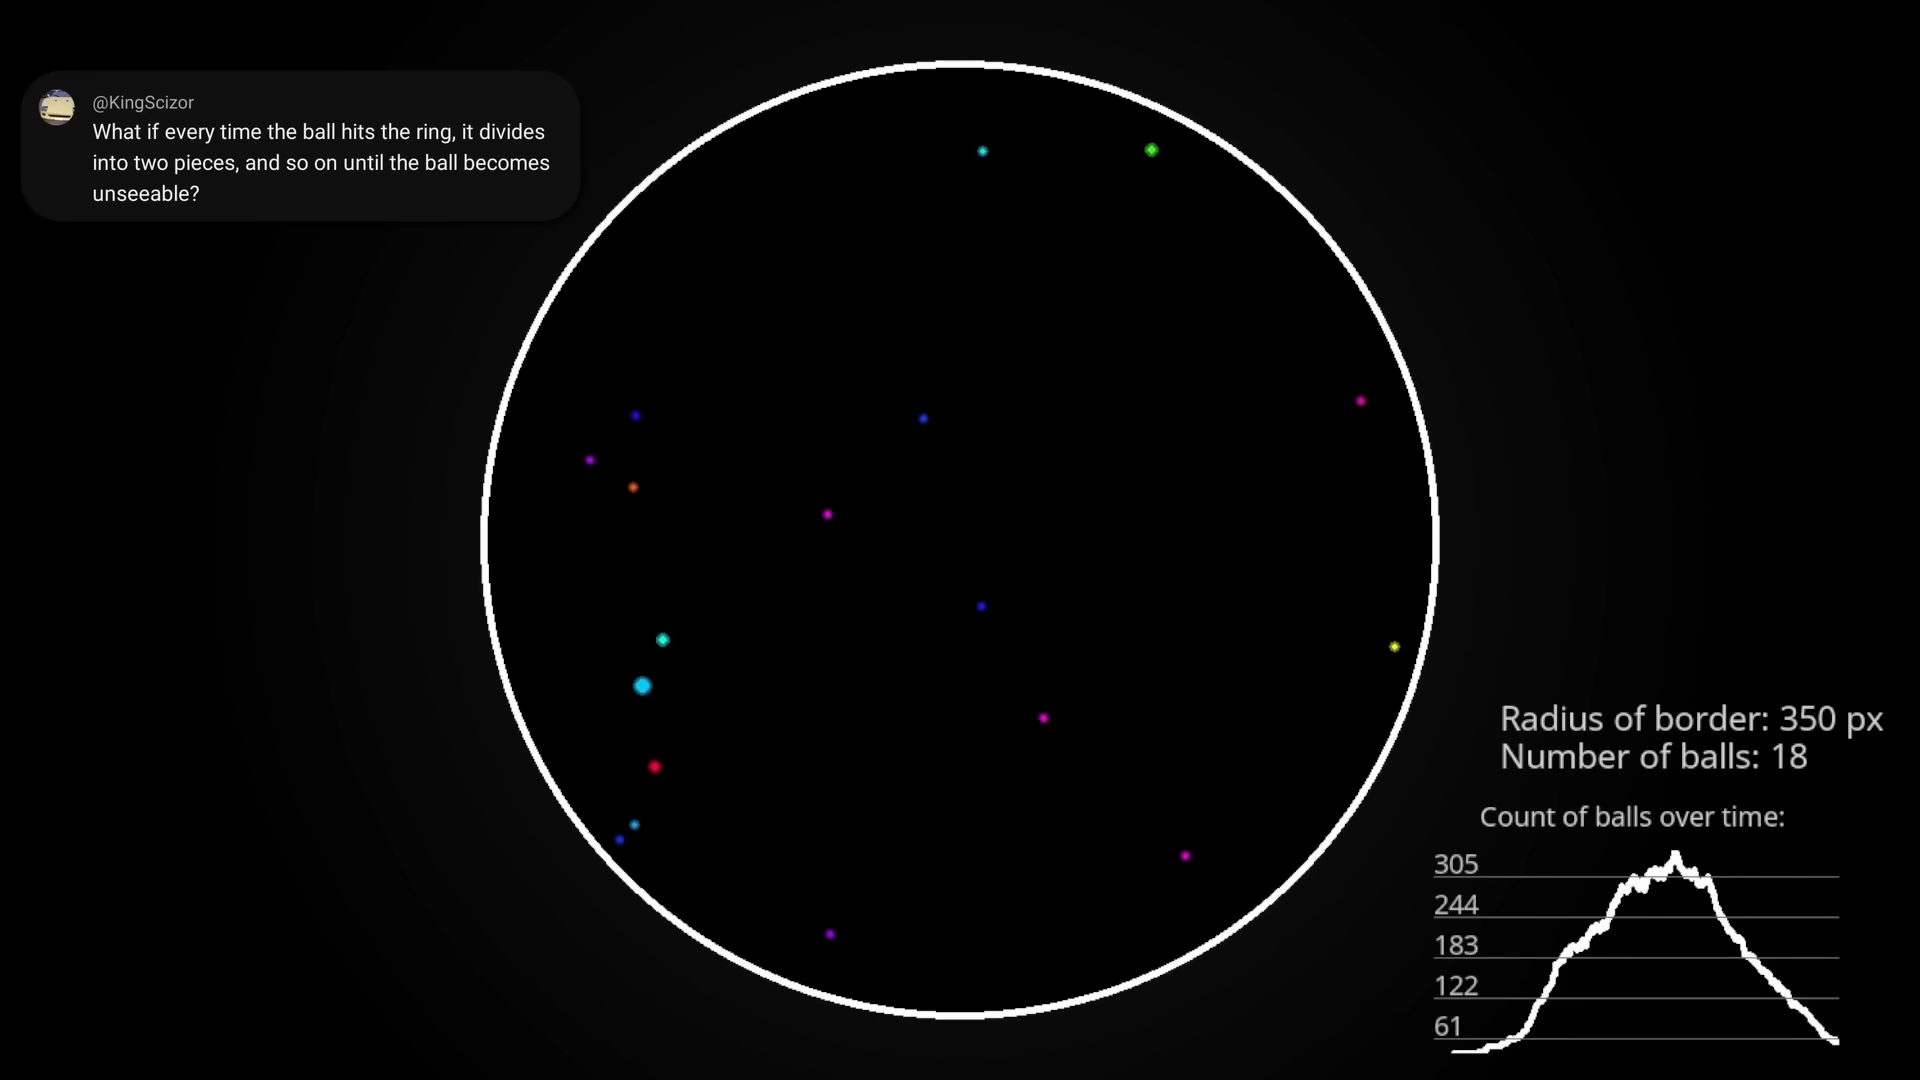 @KingScizor
What if every time the ball hits the ring, it divides
into two pieces, and so on until the ball becomes
unseeable?
Radius of border: 350 px
Number of balls: 18
Count of balls over time:
305
244
183
122
61